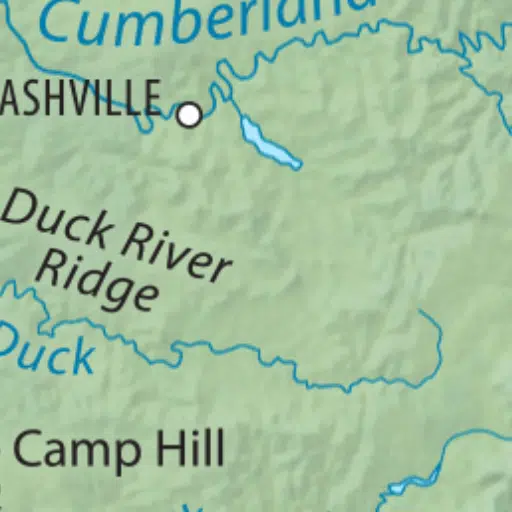 Cumberland
ASHVILLE
Duck River
Ridge
Duck
Camp Hill